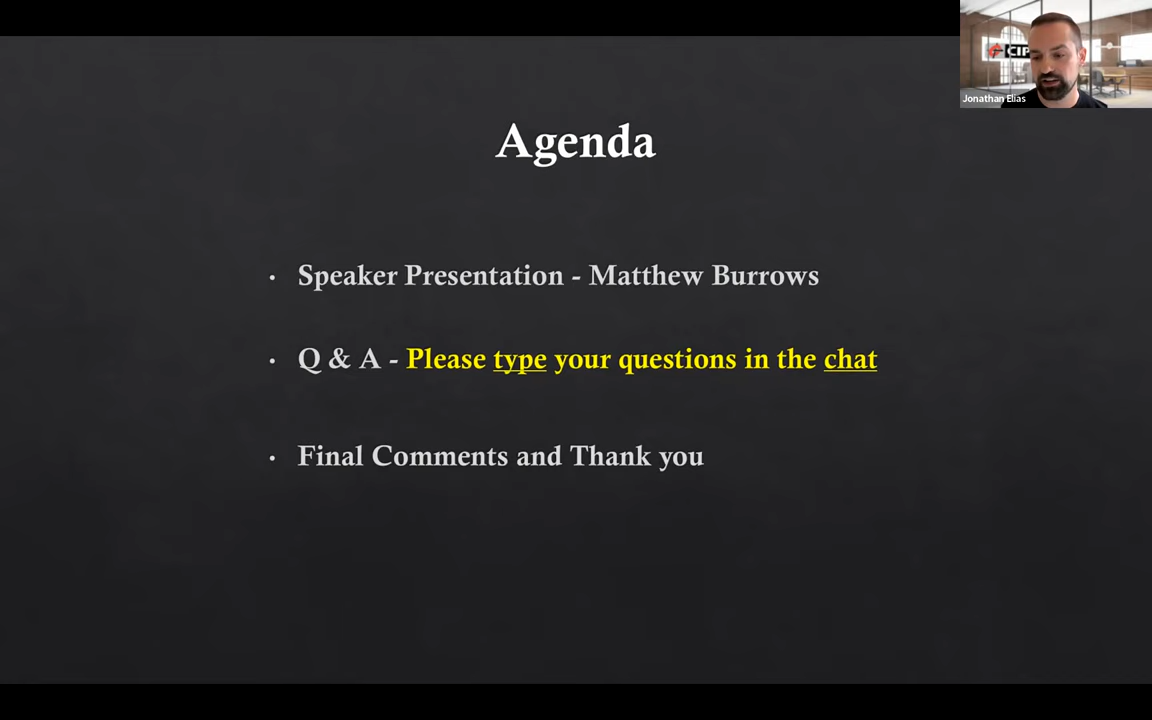 CIP
Jonathan Elias
Agenda
• Speaker Presentation - Matthew Burrows
• Q & A - Please type your questions in the chat
• Final Comments and Thank you